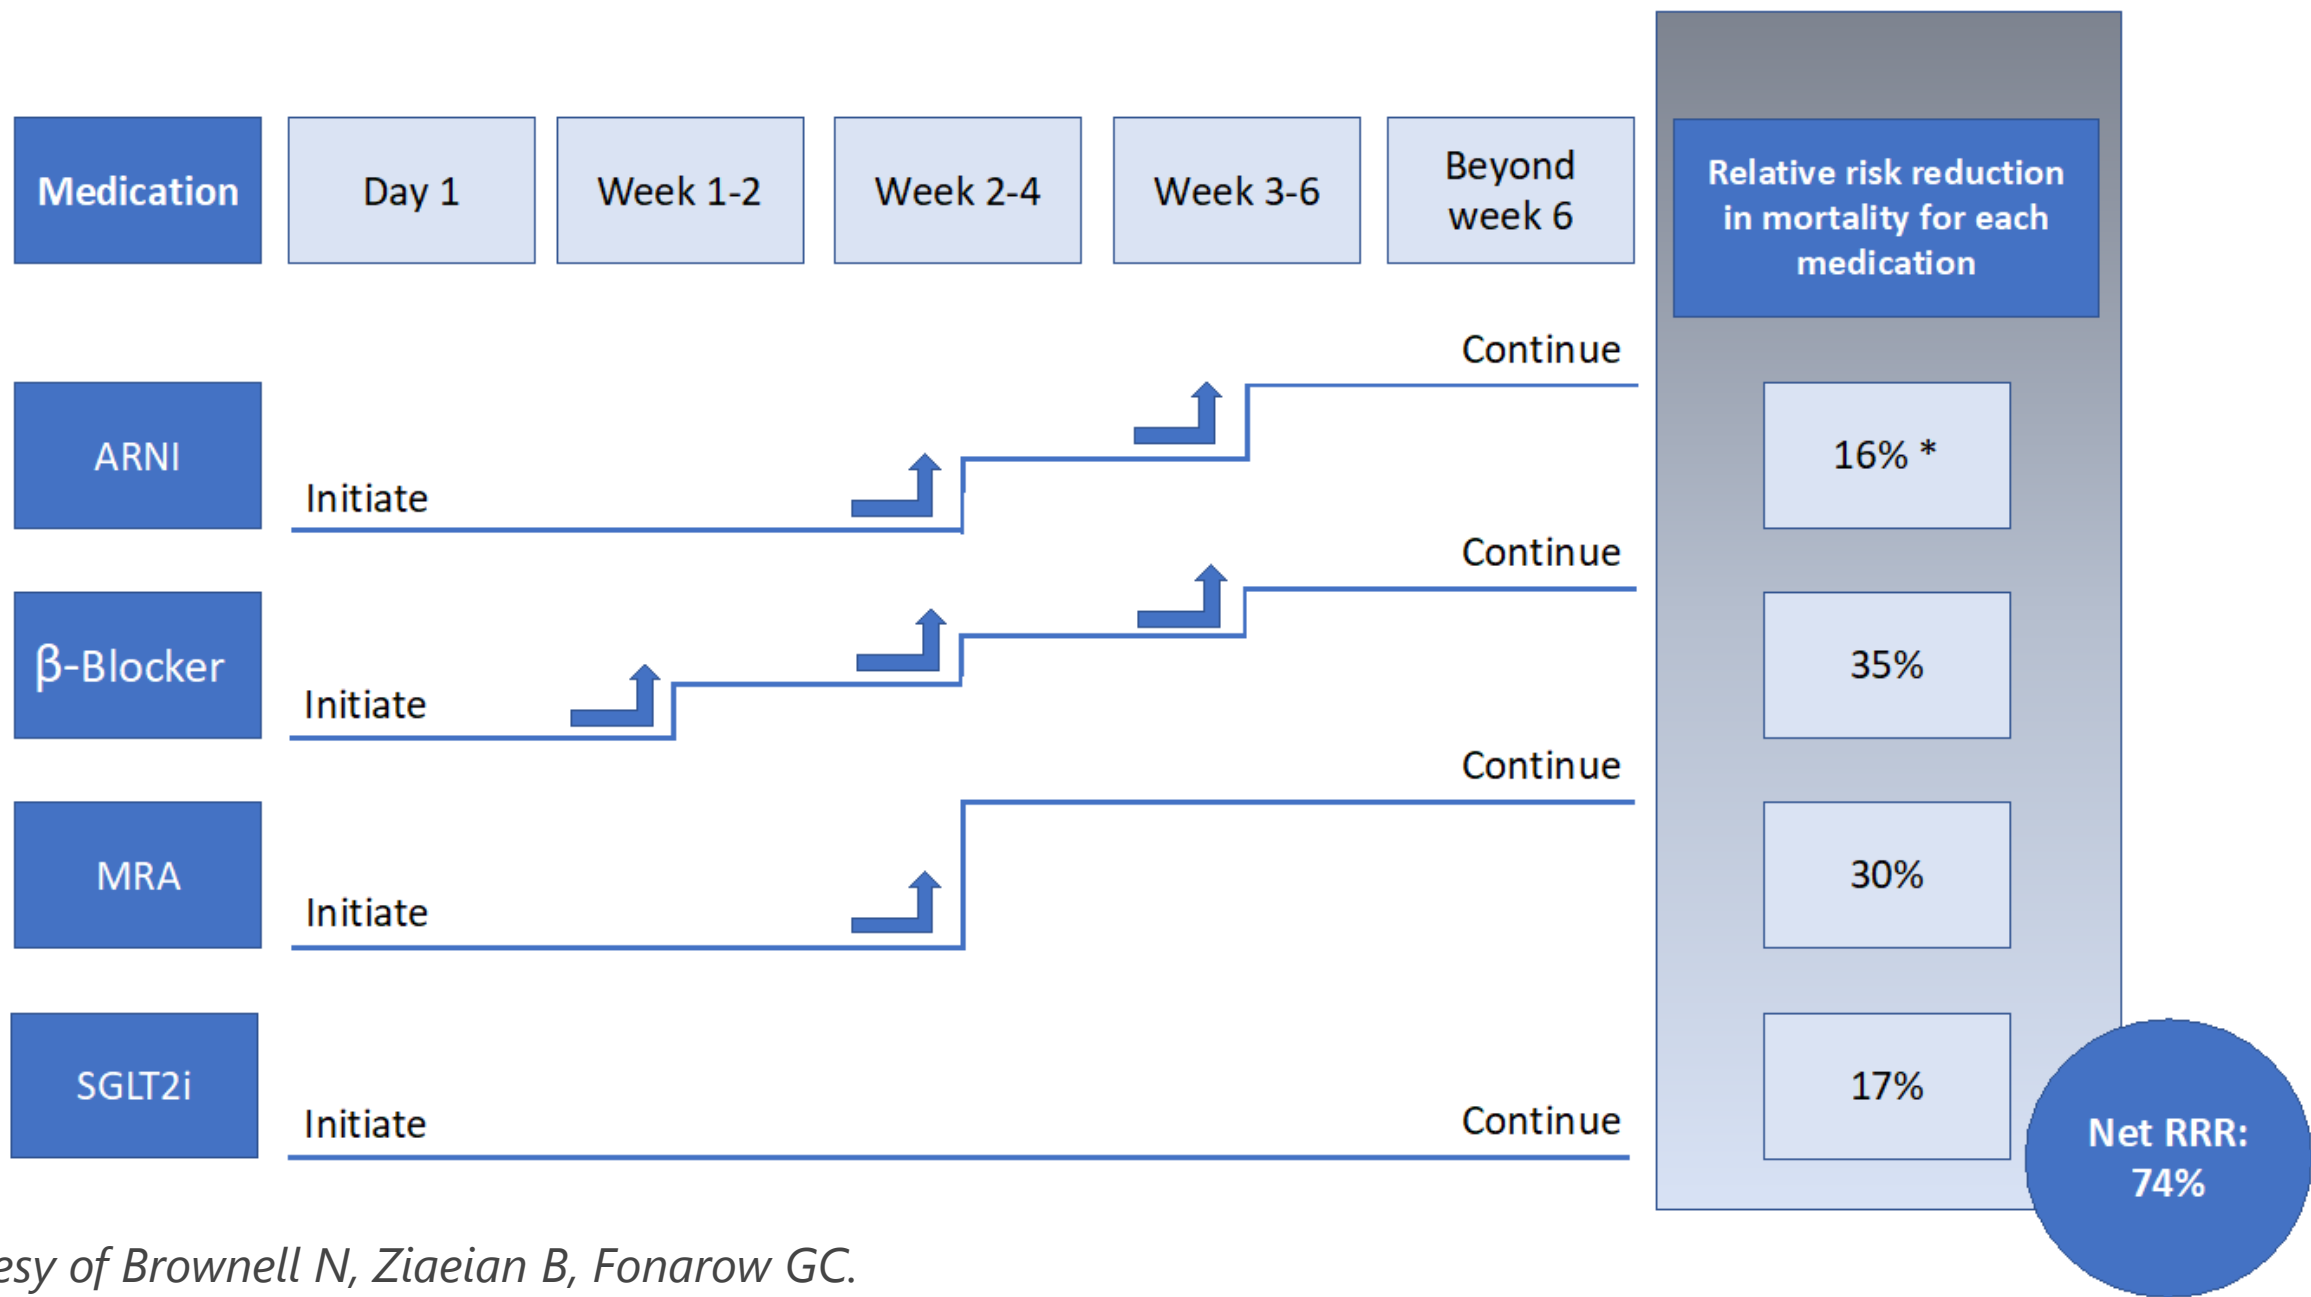 Medication
Day 1
Week 1-2
Week 2-4
Week 3-6
Beyond
week 6
Relative risk reduction
in mortality for each
medication
ARNI
Initiate
Continue
16% *
β-Blocker
Initiate
Continue
35%
MRA
Initiate
Continue
30%
SGLT2i
Initiate
Continue
17%
Net RRR:
74%
of Brownell N, Ziaeian B, Fonarow GC.